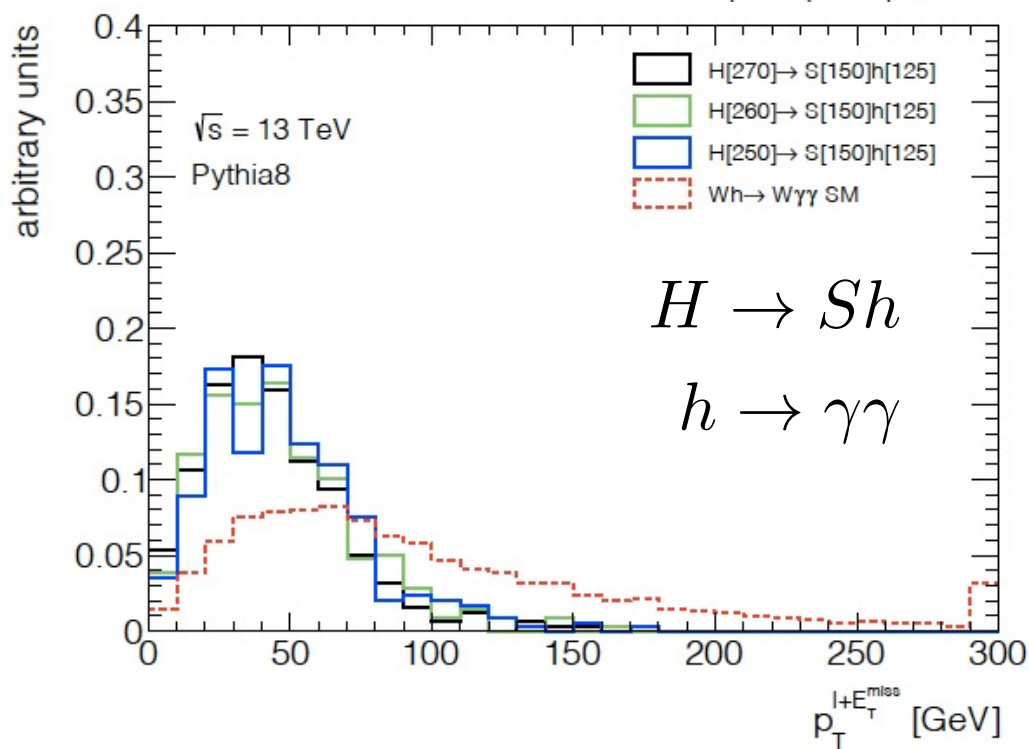 arbitrary units
0.4
0.35
0.3
0.25
0.2
0.15
0.1
0.05
0
√s = 13 TeV
Pythia8
H[270]→ S[150]h[125]
H[260]→ S[150]h[125]
H[250]→ S[150]h[125]
Wh→ Wγγ SM
H → Sh
h → γγ
0 50 100 150 200 250 300
p_T^{l+E_T^{miss}} [GeV]